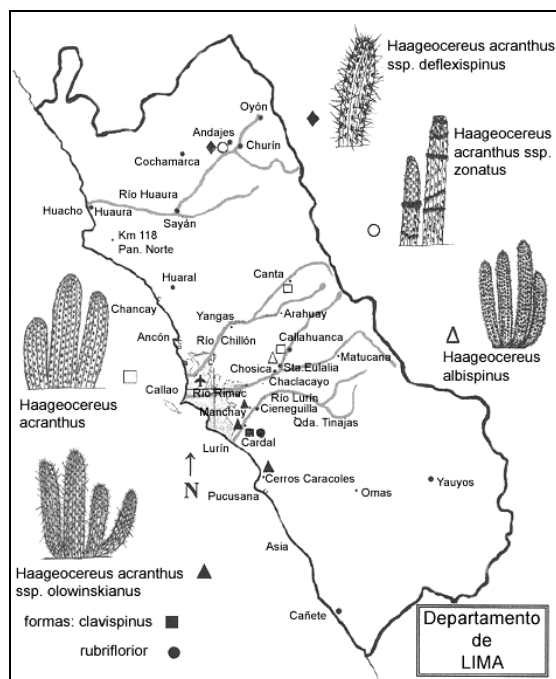 Haageocereus acranthus
ssp. deflexispinus
Oyón
Andajes
Churín
Cochamarca
Haageocereus
acranthus ssp.
zonatus
Río Huaura
Huacho
Huaura
Sayán
Km 118
Pan. Norte
Huaral
Canta
Chancay
Yangas
Arahuay
Ancón
Río Chillón
Callahuanca
Matucana
Haageocereus
albispinus
Chosica
Sta.Eulalia
Chaclacayo
Callao
Río Rimac
Río Lurín
Haageocereus
acranthus
Manchay
Cieneguilla
Qda. Tinajas
Lurín
Cardal
N
Cerros Caracoles
Yauyos
Pucusana
Omas
Asia
Haageocereus acranthus
ssp. olowinskianus
formas: clavispinus
rubriflorior
Cañete
Departamento
de
LIMA